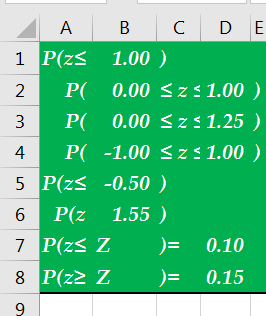 A B C D E
1 P(z≤ 1.00 )
2 P( 0.00 ≤ z ≤ 1.00 )
3 P( 0.00 ≤ z ≤ 1.25 )
4 P( -1.00 ≤ z ≤ 1.00 )
5 P(z≤ -0.50 )
6 P(z 1.55 )
7 P(z≤ Z )= 0.10
8 P(z≥ Z )= 0.15
9